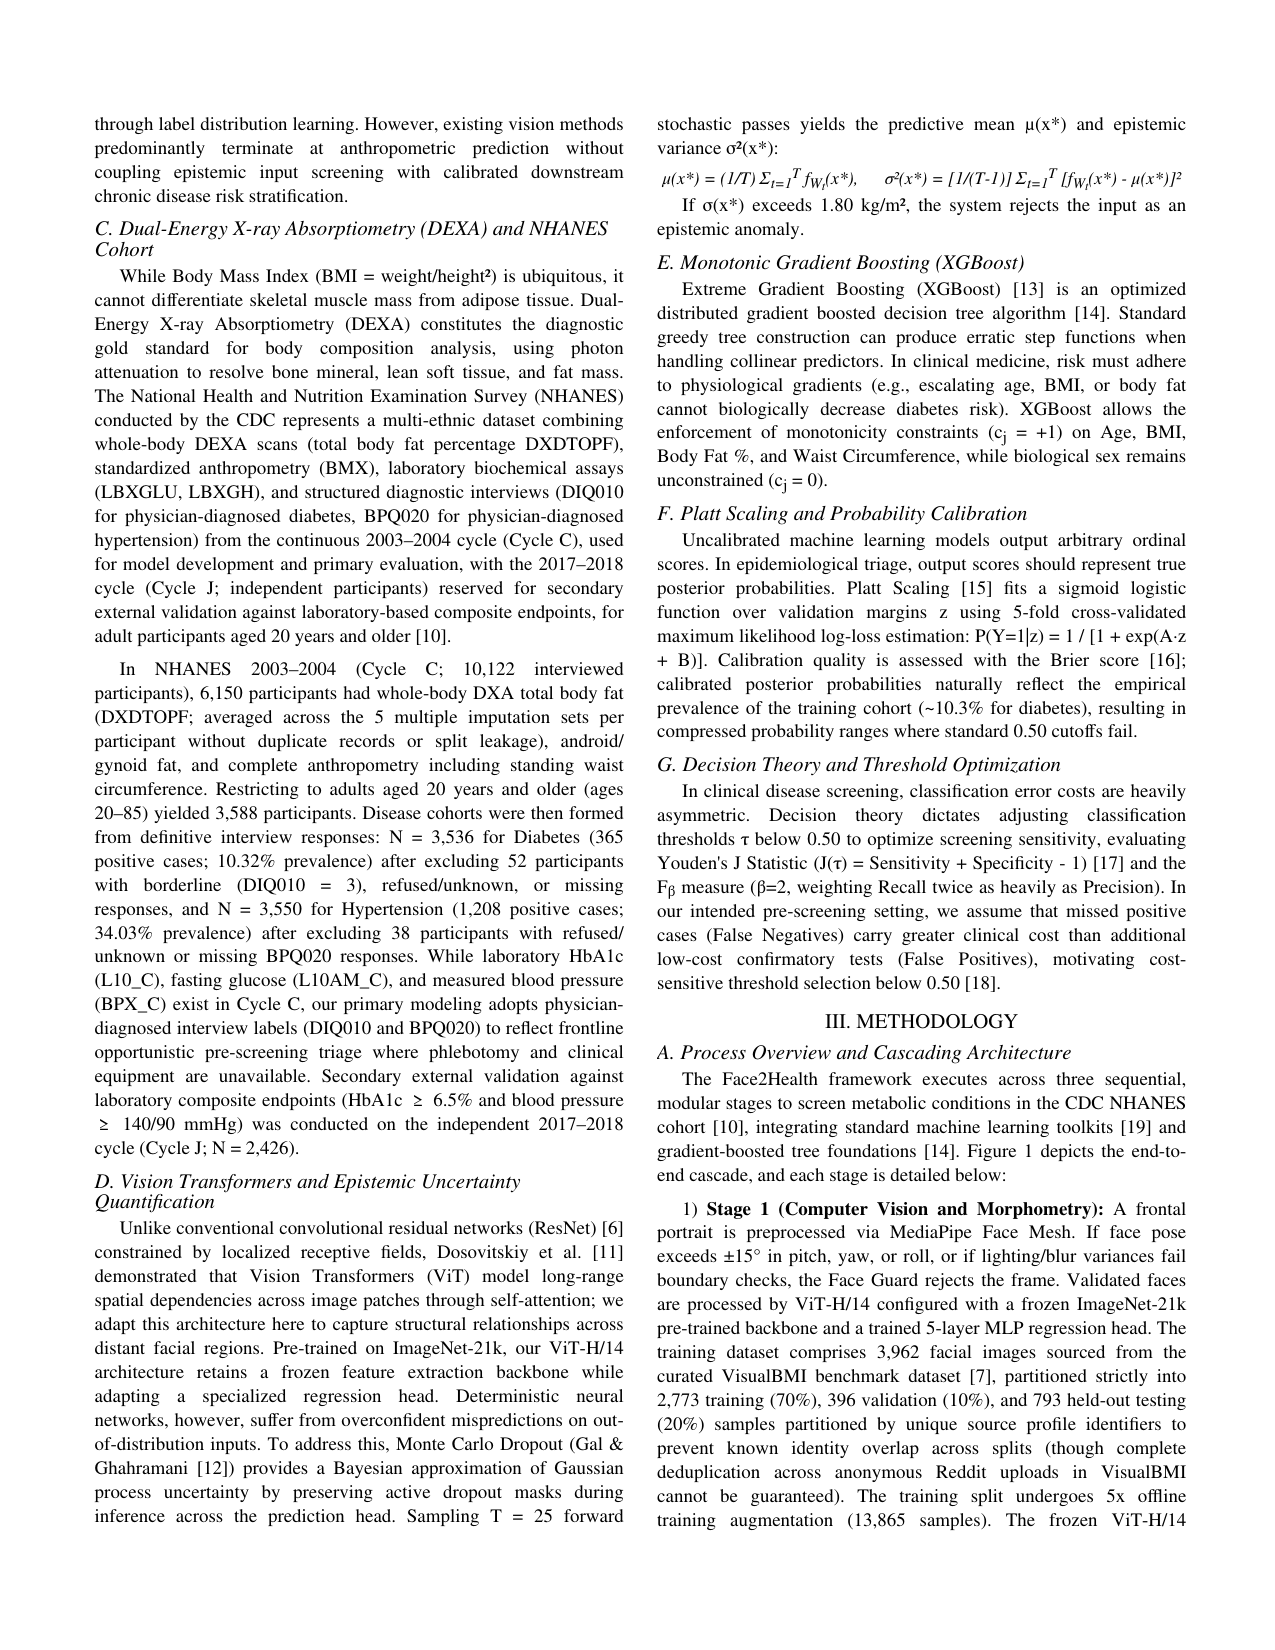 through label distribution learning. However, existing vision methods
predominantly terminate at anthropometric prediction without
coupling epistemic input screening with calibrated downstream
chronic disease risk stratification.
C. Dual-Energy X-ray Absorptiometry (DEXA) and NHANES
Cohort
While Body Mass Index (BMI = weight/height²) is ubiquitous, it
cannot differentiate skeletal muscle mass from adipose tissue. Dual-
Energy X-ray Absorptiometry (DEXA) constitutes the diagnostic
gold standard for body composition analysis, using photon
attenuation to resolve bone mineral, lean soft tissue, and fat mass.
The National Health and Nutrition Examination Survey (NHANES)
conducted by the CDC represents a multi-ethnic dataset combining
whole-body DEXA scans (total body fat percentage DXDTOPF),
standardized anthropometry (BMX), laboratory biochemical assays
(LBXGLU, LBXGH), and structured diagnostic interviews (DIQ010
for physician-diagnosed diabetes, BPQ020 for physician-diagnosed
hypertension) from the continuous 2003–2004 cycle (Cycle C), used
for model development and primary evaluation, with the 2017–2018
cycle (Cycle J; independent participants) reserved for secondary
external validation against laboratory-based composite endpoints, for
adult participants aged 20 years and older [10].
In NHANES 2003–2004 (Cycle C; 10,122 interviewed
participants), 6,150 participants had whole-body DXA total body fat
(DXDTOPF; averaged across the 5 multiple imputation sets per
participant without duplicate records or split leakage), android/
gynoid fat, and complete anthropometry including standing waist
circumference. Restricting to adults aged 20 years and older (ages
20–85) yielded 3,588 participants. Disease cohorts were then formed
from definitive interview responses: N = 3,536 for Diabetes (365
positive cases; 10.32% prevalence) after excluding 52 participants
with borderline (DIQ010 = 3), refused/unknown, or missing
responses, and N = 3,550 for Hypertension (1,208 positive cases;
34.03% prevalence) after excluding 38 participants with refused/
unknown or missing BPQ020 responses. While laboratory HbA1c
(L10_C), fasting glucose (L10AM_C), and measured blood pressure
(BPX_C) exist in Cycle C, our primary modeling adopts physician-
diagnosed interview labels (DIQ010 and BPQ020) to reflect frontline
opportunistic pre-screening triage where phlebotomy and clinical
equipment are unavailable. Secondary external validation against
laboratory composite endpoints (HbA1c ≥ 6.5% and blood pressure
≥ 140/90 mmHg) was conducted on the independent 2017–2018
cycle (Cycle J; N = 2,426).
D. Vision Transformers and Epistemic Uncertainty
Quantification
Unlike conventional convolutional residual networks (ResNet) [6]
constrained by localized receptive fields, Dosovitskiy et al. [11]
demonstrated that Vision Transformers (ViT) model long-range
spatial dependencies across image patches through self-attention; we
adapt this architecture here to capture structural relationships across
distant facial regions. Pre-trained on ImageNet-21k, our ViT-H/14
architecture retains a frozen feature extraction backbone while
adapting a specialized regression head. Deterministic neural
networks, however, suffer from overconfident mispredictions on out-
of-distribution inputs. To address this, Monte Carlo Dropout (Gal &
Ghahramani [12]) provides a Bayesian approximation of Gaussian
process uncertainty by preserving active dropout masks during
inference across the prediction head. Sampling T = 25 forward
stochastic passes yields the predictive mean μ(x*) and epistemic
variance σ²(x*):
μ(x*) = (1/T) Σt=1T fWt(x*), σ²(x*) = [1/(T-1)] Σt=1T [fWt(x*) - μ(x*)]²
If σ(x*) exceeds 1.80 kg/m², the system rejects the input as an
epistemic anomaly.
E. Monotonic Gradient Boosting (XGBoost)
Extreme Gradient Boosting (XGBoost) [13] is an optimized
distributed gradient boosted decision tree algorithm [14]. Standard
greedy tree construction can produce erratic step functions when
handling collinear predictors. In clinical medicine, risk must adhere
to physiological gradients (e.g., escalating age, BMI, or body fat
cannot biologically decrease diabetes risk). XGBoost allows the
enforcement of monotonicity constraints (cj = +1) on Age, BMI,
Body Fat %, and Waist Circumference, while biological sex remains
unconstrained (cj = 0).
F. Platt Scaling and Probability Calibration
Uncalibrated machine learning models output arbitrary ordinal
scores. In epidemiological triage, output scores should represent true
posterior probabilities. Platt Scaling [15] fits a sigmoid logistic
function over validation margins z using 5-fold cross-validated
maximum likelihood log-loss estimation: P(Y=1|z) = 1 / [1 + exp(A·z
+ B)]. Calibration quality is assessed with the Brier score [16];
calibrated posterior probabilities naturally reflect the empirical
prevalence of the training cohort (~10.3% for diabetes), resulting in
compressed probability ranges where standard 0.50 cutoffs fail.
G. Decision Theory and Threshold Optimization
In clinical disease screening, classification error costs are heavily
asymmetric. Decision theory dictates adjusting classification
thresholds τ below 0.50 to optimize screening sensitivity, evaluating
Youden's J Statistic (J(τ) = Sensitivity + Specificity - 1) [17] and the
Fβ measure (β=2, weighting Recall twice as heavily as Precision). In
our intended pre-screening setting, we assume that missed positive
cases (False Negatives) carry greater clinical cost than additional
low-cost confirmatory tests (False Positives), motivating cost-
sensitive threshold selection below 0.50 [18].
III. METHODOLOGY
A. Process Overview and Cascading Architecture
The Face2Health framework executes across three sequential,
modular stages to screen metabolic conditions in the CDC NHANES
cohort [10], integrating standard machine learning toolkits [19] and
gradient-boosted tree foundations [14]. Figure 1 depicts the end-to-
end cascade, and each stage is detailed below:
1) Stage 1 (Computer Vision and Morphometry): A frontal
portrait is preprocessed via MediaPipe Face Mesh. If face pose
exceeds ±15° in pitch, yaw, or roll, or if lighting/blur variances fail
boundary checks, the Face Guard rejects the frame. Validated faces
are processed by ViT-H/14 configured with a frozen ImageNet-21k
pre-trained backbone and a trained 5-layer MLP regression head. The
training dataset comprises 3,962 facial images sourced from the
curated VisualBMI benchmark dataset [7], partitioned strictly into
2,773 training (70%), 396 validation (10%), and 793 held-out testing
(20%) samples partitioned by unique source profile identifiers to
prevent known identity overlap across splits (though complete
deduplication across anonymous Reddit uploads in VisualBMI
cannot be guaranteed). The training split undergoes 5x offline
training augmentation (13,865 samples). The frozen ViT-H/14